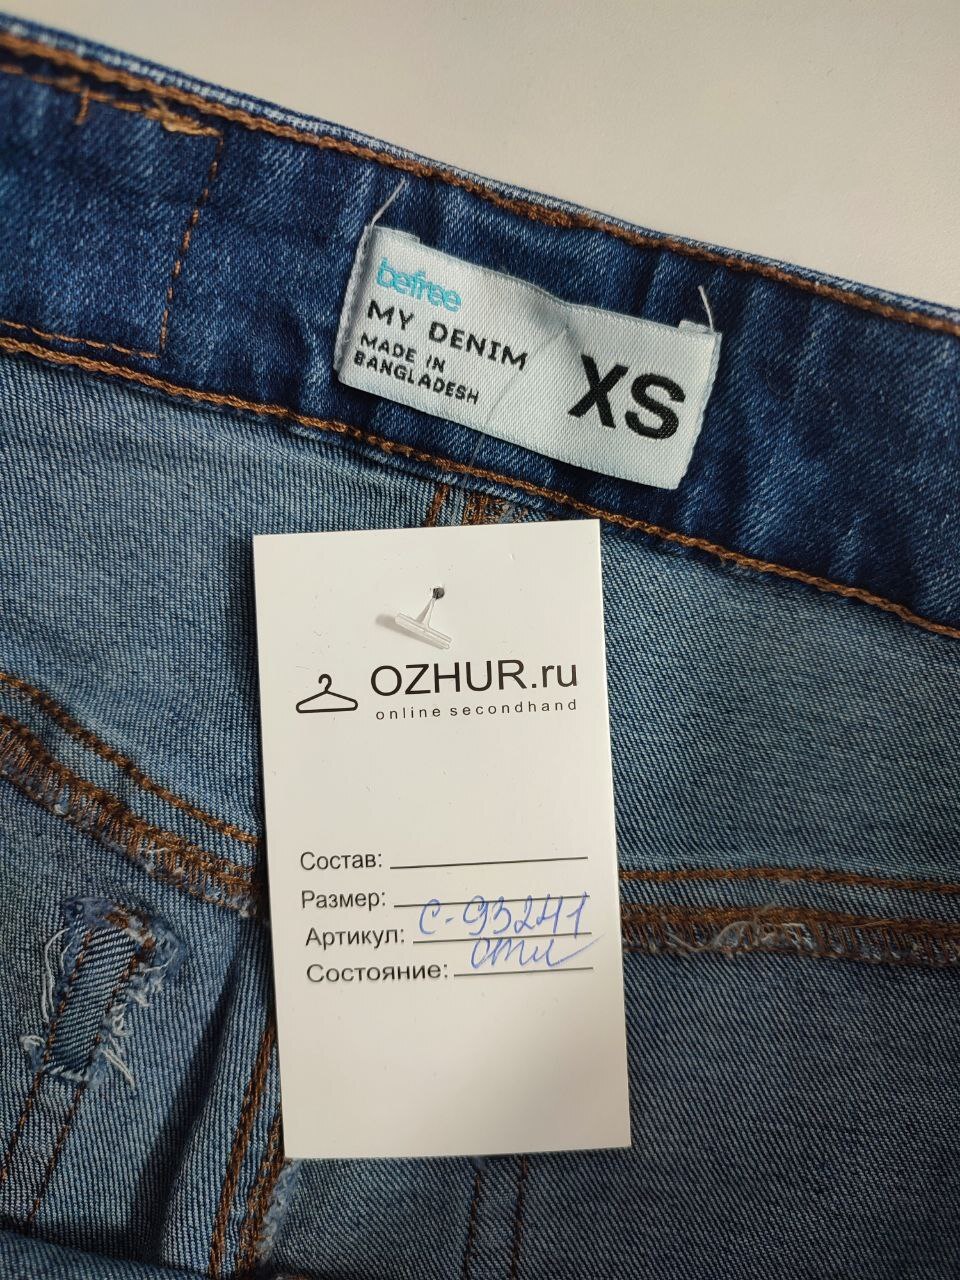 befree
MY DENIM
MADE IN
BANGLADESH
XS
OZHUR.ru
online secondhand
Состав:
Размер:
Артикул: С-93241
Состояние: отл